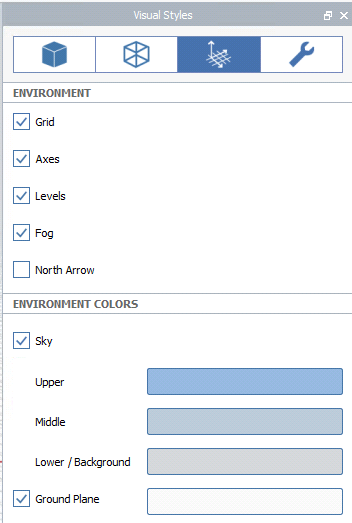 Visual Styles
ENVIRONMENT
Grid
Axes
Levels
Fog
North Arrow
ENVIRONMENT COLORS
Sky
Upper
Middle
Lower / Background
Ground Plane